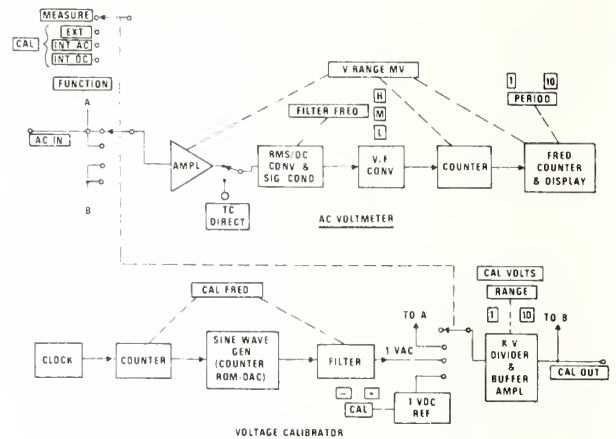 MEASURE
CAL
EXT
INT AC
INT DC
FUNCTION
A
AC IN
B
V RANGE MV
FILTER FREQ
H
M
L
1
10
PERIOD
AMPL
TC
DIRECT
RMS/DC
CONV &
SIG COND
V.F
CONV
COUNTER
FRED
COUNTER
& DISPLAY
AC VOLTMETER
CAL FRED
CLOCK
COUNTER
SINE WAVE
GEN
(COUNTER
ROM-DAC)
FILTER
1 VAC
TO A
- +
CAL
1 VDC
REF
CAL VOLTS
RANGE
1
10
TO B
K V
DIVIDER
&
BUFFER
AMPL
CAL OUT
VOLTAGE CALIBRATOR